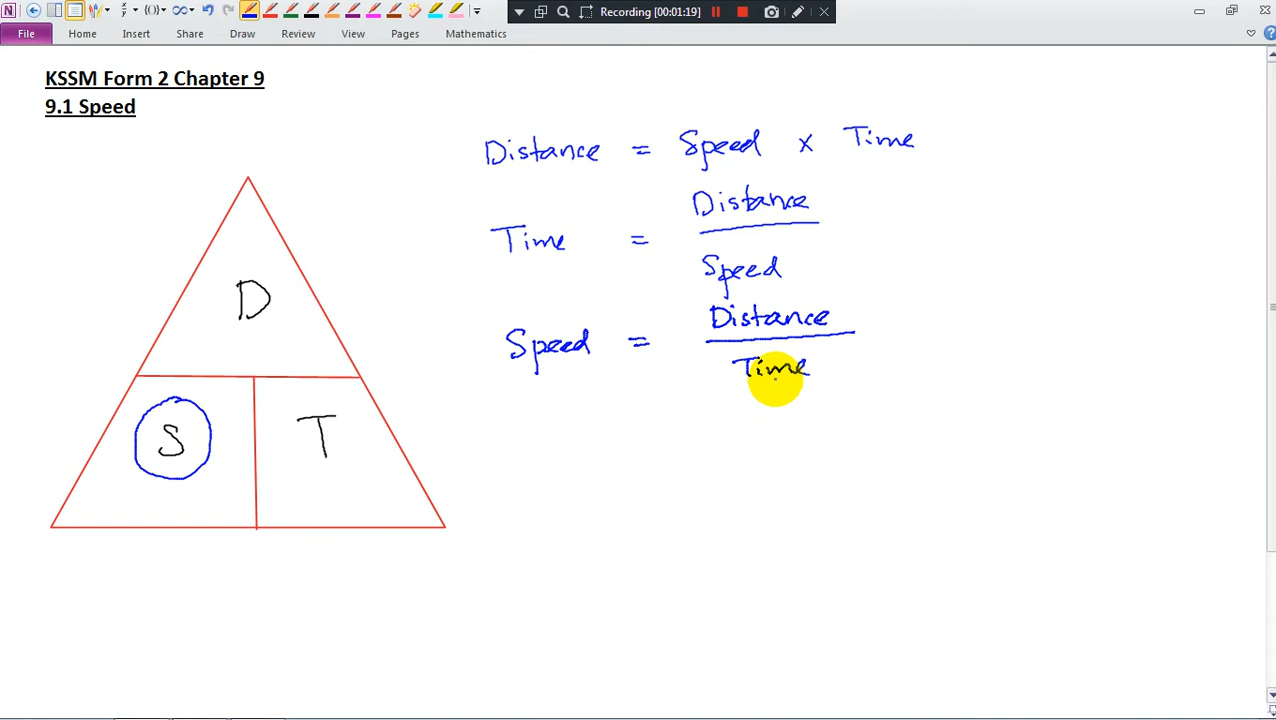 Recording [00:01:19]
File Home Insert Share Draw Review View Pages Mathematics
KSSM Form 2 Chapter 9
9.1 Speed
Distance = Speed x Time
Time = Distance
Speed
Speed = Distance
Time
D
S T